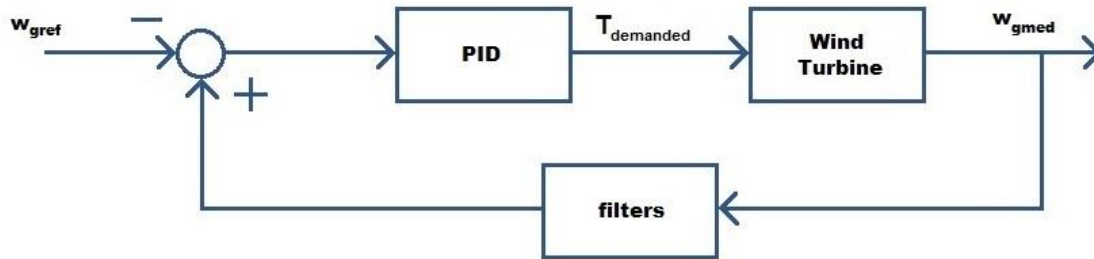 w_gref
−
PID
T_demanded
Wind
Turbine
w_gmed
+
filters